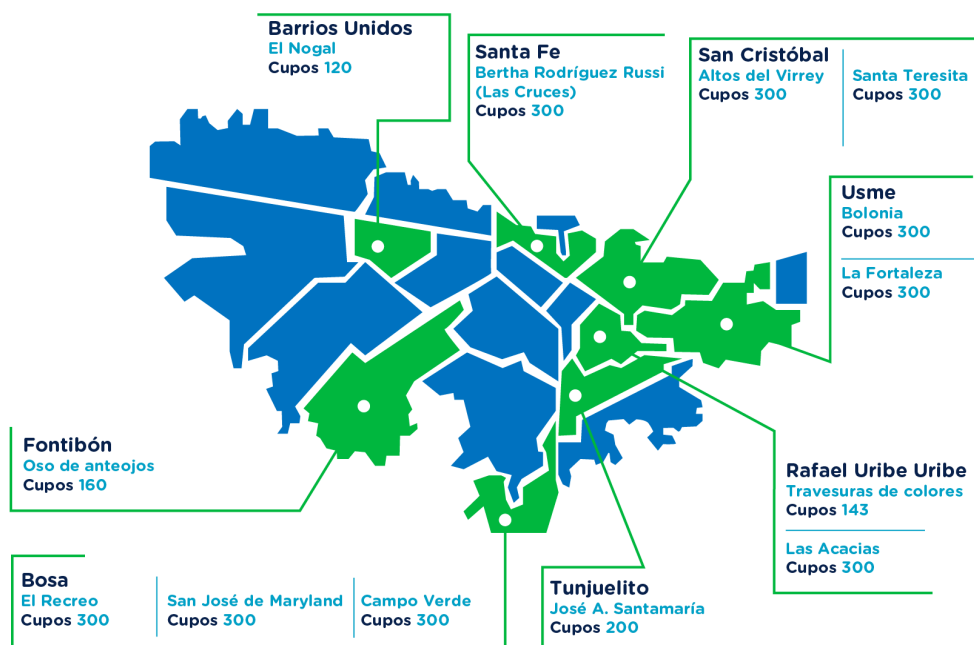 Barrios Unidos
El Nogal
Cupos 120
Santa Fe
Bertha Rodríguez Russi
(Las Cruces)
Cupos 300
San Cristóbal
Altos del Virrey
Cupos 300
Santa Teresita
Cupos 300
Usme
Bolonia
Cupos 300
La Fortaleza
Cupos 300
Fontibón
Oso de anteojos
Cupos 160
Rafael Uribe Uribe
Travesuras de colores
Cupos 143
Las Acacias
Cupos 300
Bosa
El Recreo
Cupos 300
San José de Maryland
Cupos 300
Campo Verde
Cupos 300
Tunjuelito
José A. Santamaría
Cupos 200